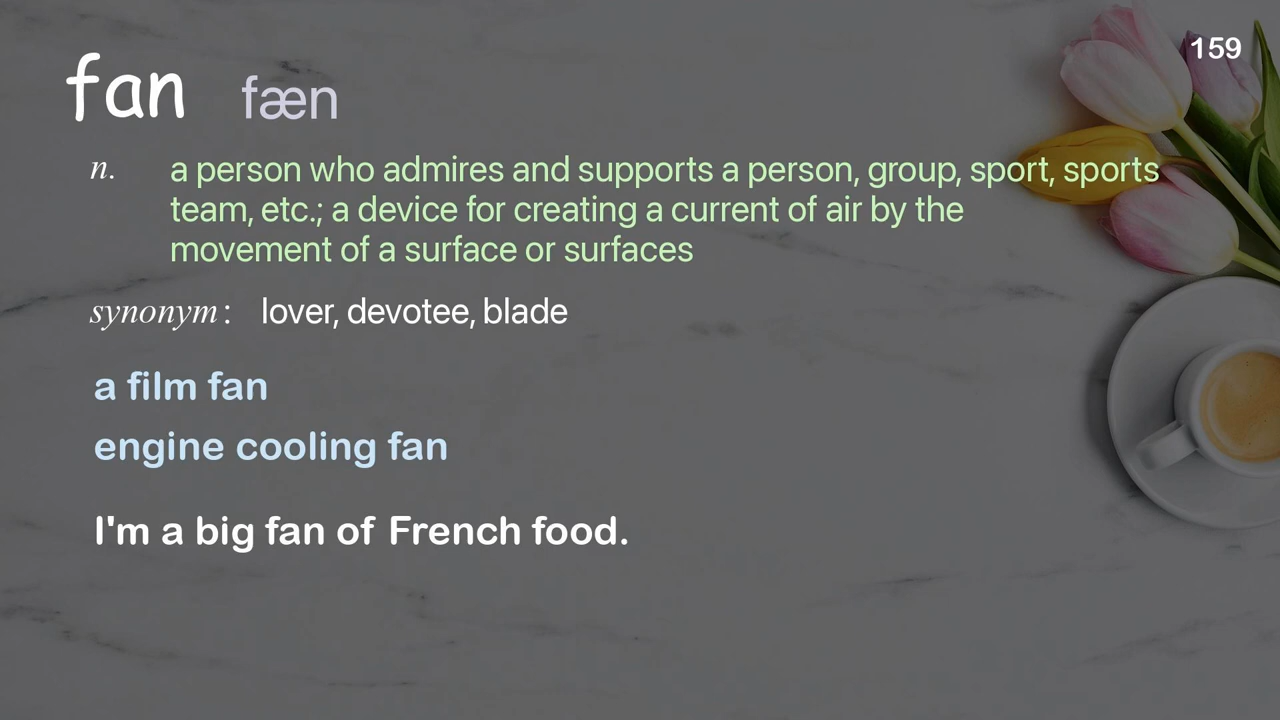 159
fan fæn
n. a person who admires and supports a person, group, sport, sports
team, etc.; a device for creating a current of air by the
movement of a surface or surfaces
synonym: lover, devotee, blade
a film fan
engine cooling fan
I'm a big fan of French food.